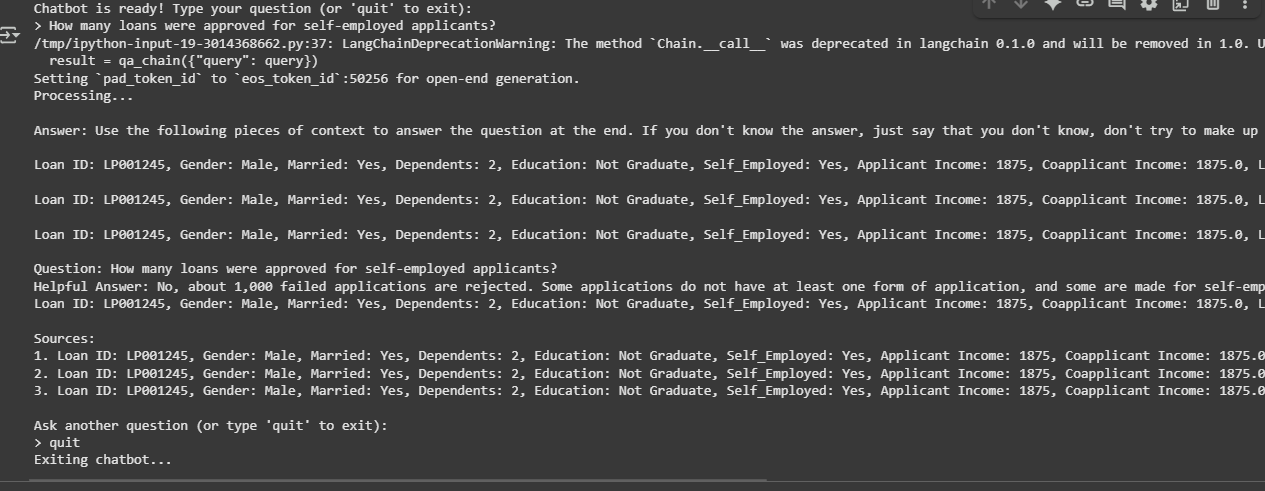 Chatbot is ready! Type your question (or 'quit' to exit):
> How many loans were approved for self-employed applicants?
/tmp/ipython-input-19-3014368662.py:37: LangChainDeprecationWarning: The method `Chain.__call__` was deprecated in langchain 0.1.0 and will be removed in 1.0. U
  result = qa_chain({"query": query})
Setting `pad_token_id` to `eos_token_id`:50256 for open-end generation.
Processing...
Answer: Use the following pieces of context to answer the question at the end. If you don't know the answer, just say that you don't know, don't try to make up
Loan ID: LP001245, Gender: Male, Married: Yes, Dependents: 2, Education: Not Graduate, Self_Employed: Yes, Applicant Income: 1875, Coapplicant Income: 1875.0, L
Loan ID: LP001245, Gender: Male, Married: Yes, Dependents: 2, Education: Not Graduate, Self_Employed: Yes, Applicant Income: 1875, Coapplicant Income: 1875.0, L
Loan ID: LP001245, Gender: Male, Married: Yes, Dependents: 2, Education: Not Graduate, Self_Employed: Yes, Applicant Income: 1875, Coapplicant Income: 1875.0, L
Question: How many loans were approved for self-employed applicants?
Helpful Answer: No, about 1,000 failed applications are rejected. Some applications do not have at least one form of application, and some are made for self-emp
Loan ID: LP001245, Gender: Male, Married: Yes, Dependents: 2, Education: Not Graduate, Self_Employed: Yes, Applicant Income: 1875, Coapplicant Income: 1875.0, L
Sources:
1. Loan ID: LP001245, Gender: Male, Married: Yes, Dependents: 2, Education: Not Graduate, Self_Employed: Yes, Applicant Income: 1875, Coapplicant Income: 1875.0
2. Loan ID: LP001245, Gender: Male, Married: Yes, Dependents: 2, Education: Not Graduate, Self_Employed: Yes, Applicant Income: 1875, Coapplicant Income: 1875.0
3. Loan ID: LP001245, Gender: Male, Married: Yes, Dependents: 2, Education: Not Graduate, Self_Employed: Yes, Applicant Income: 1875, Coapplicant Income: 1875.0
Ask another question (or type 'quit' to exit):
> quit
Exiting chatbot...